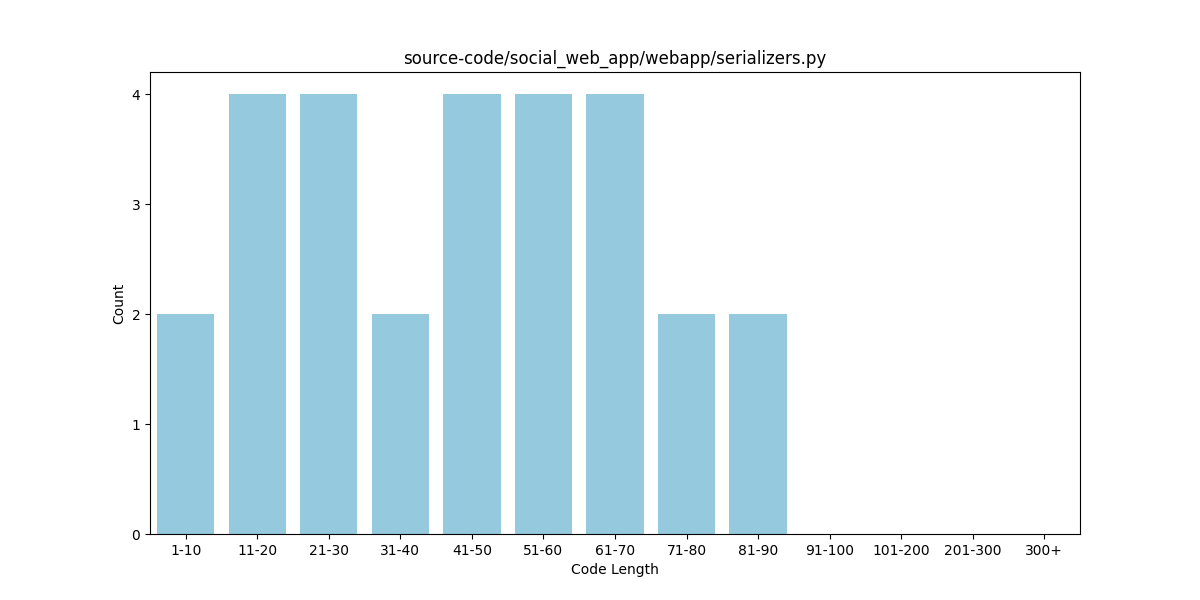 source-code/social_web_app/webapp/serializers.py
4
3
2
1
0
Count
1-10 11-20 21-30 31-40 41-50 51-60 61-70 71-80 81-90 91-100 101-200 201-300 300+
Code Length